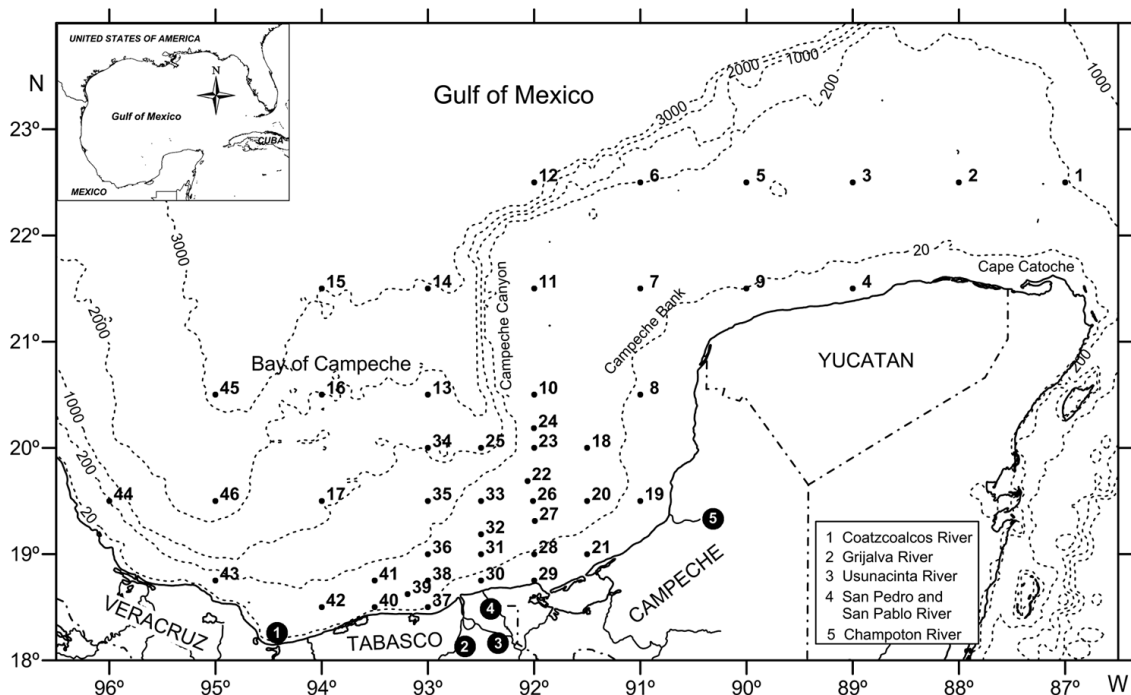 UNITED STATES OF AMERICA
N
Gulf of Mexico
CUBA
MEXICO
N
Gulf of Mexico
2000
1000
200
3000
1000
23º
12
6
5
3
2
1
22º
3000
20
Cape Catoche
15
14
11
7
9
4
Campeche Canyon
Campeche Bank
2000
21º
Bay of Campeche
YUCATAN
200
45
16
13
10
8
24
1000
20º
34
25
23
18
200
22
44
46
17
35
33
26
20
19
27
20
32
5
19º
36
31
28
21
43
41
38
30
29
39
42
40
37
VERACRUZ
1
TABASCO
4
2
3
CAMPECHE
1 Coatzcoalcos River
2 Grijalva River
3 Usunacinta River
4 San Pedro and
San Pablo River
5 Champoton River
18º
96º
95º
94º
93º
92º
91º
90º
89º
88º
87º
W